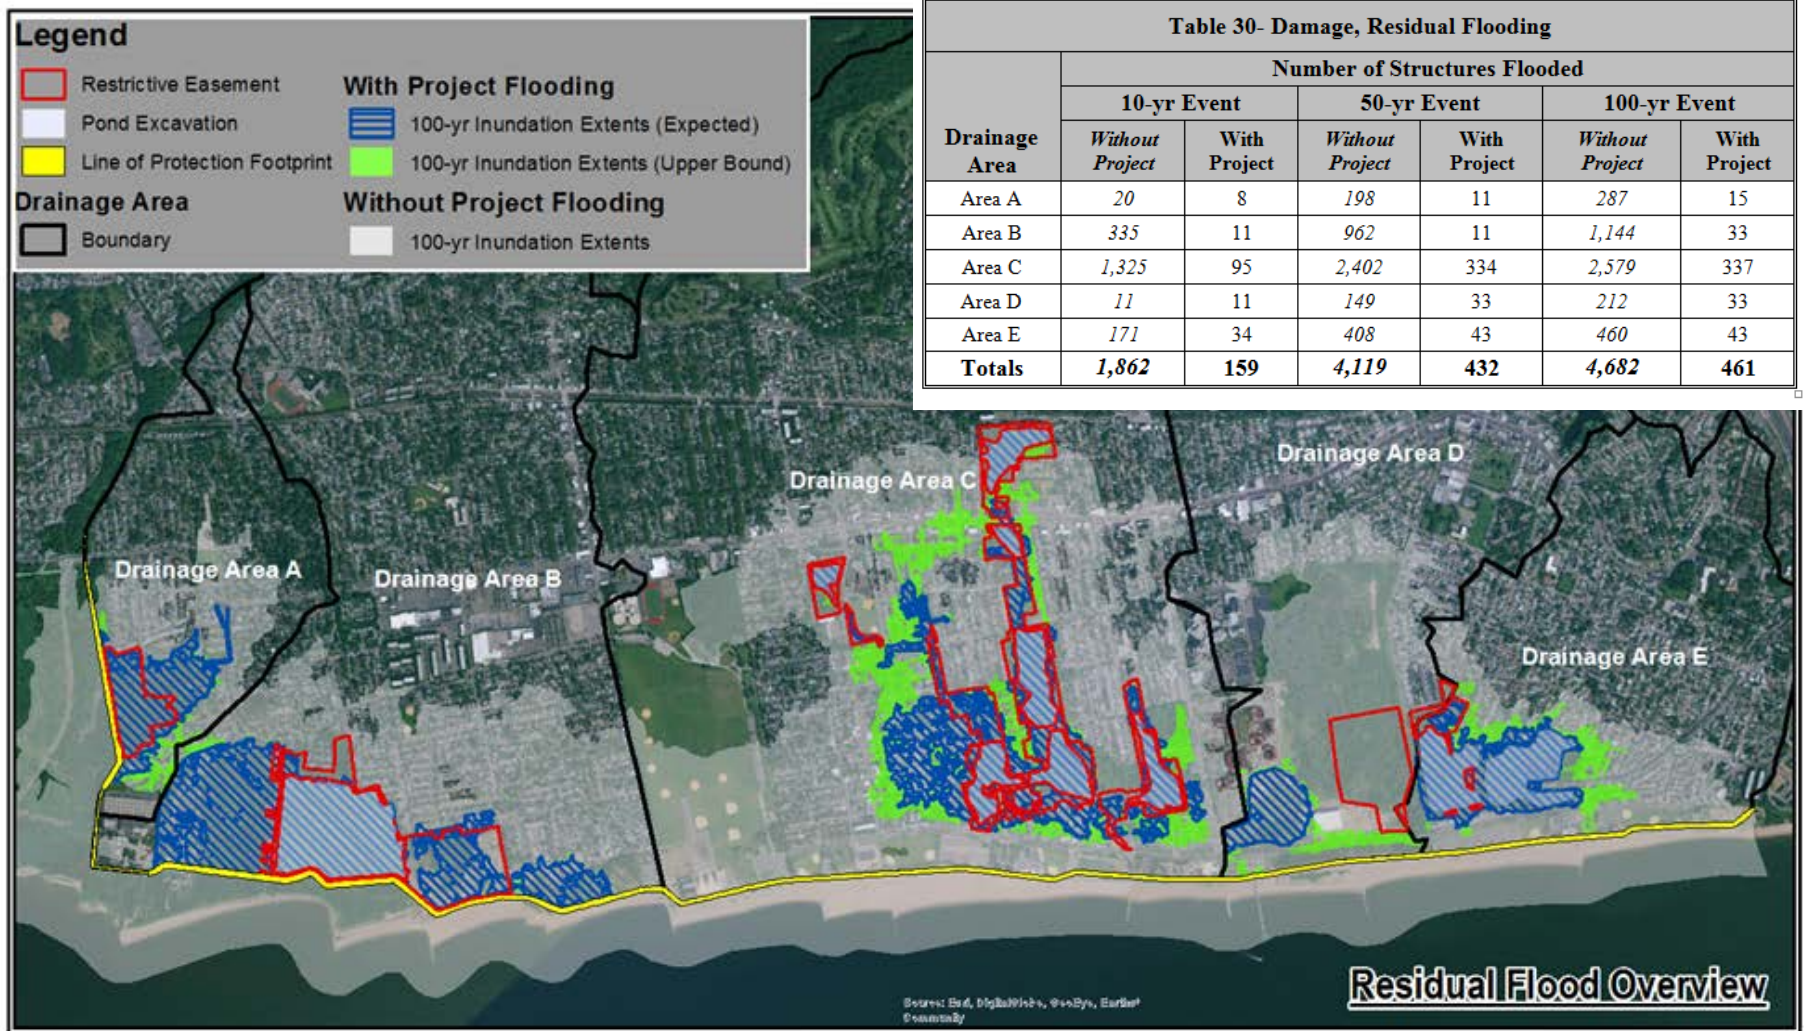 Legend
Restrictive Easement
Pond Excavation
Line of Protection Footprint
Drainage Area
Boundary
With Project Flooding
100-yr Inundation Extents (Expected)
100-yr Inundation Extents (Upper Bound)
Without Project Flooding
100-yr Inundation Extents
Table 30- Damage, Residual Flooding
Number of Structures Flooded
10-yr Event 50-yr Event 100-yr Event
Drainage Area
Without Project With Project Without Project With Project Without Project With Project
Area A 20 8 198 11 287 15
Area B 335 11 962 11 1,144 33
Area C 1,325 95 2,402 334 2,579 337
Area D 11 11 149 33 212 33
Area E 171 34 408 43 460 43
Totals 1,862 159 4,119 432 4,682 461
Drainage Area A
Drainage Area B
Drainage Area C
Drainage Area D
Drainage Area E
Residual Flood Overview
Source: Esri, DigitalGlobe, GeoEye,
Community